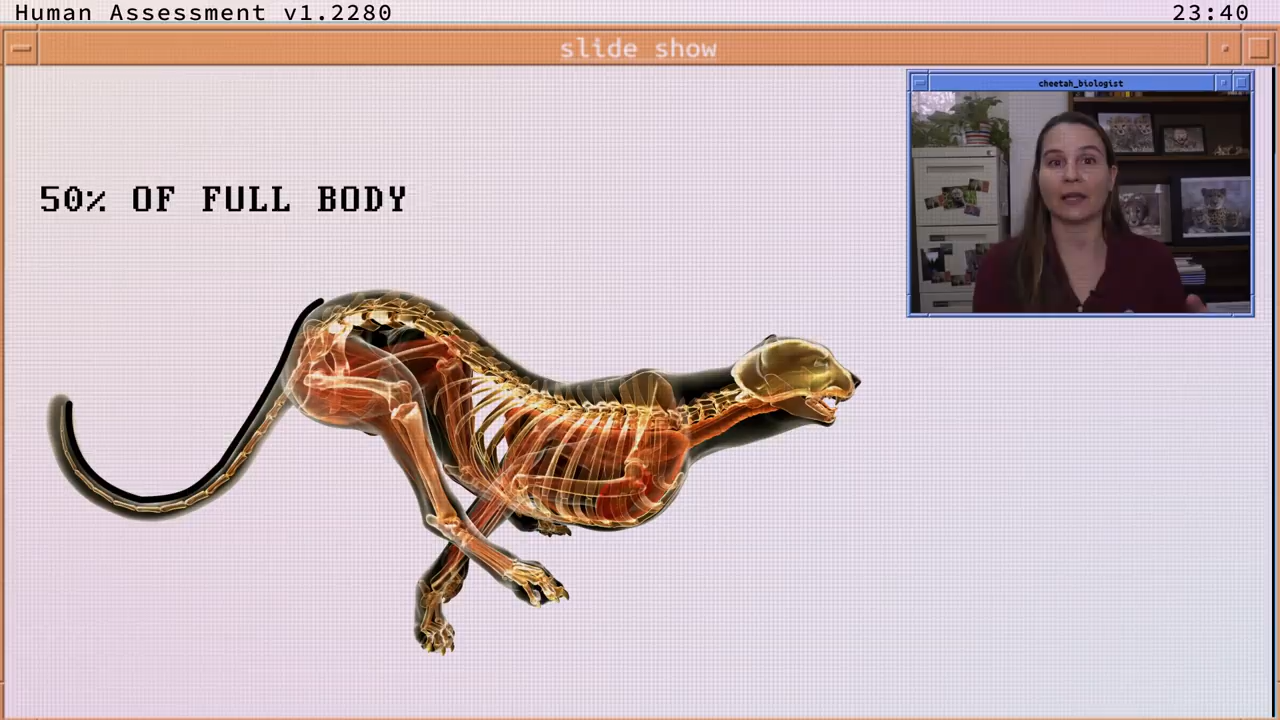 Human Assessment v1.2280
23:40
slide show
cheetah_biologist
50% OF FULL BODY